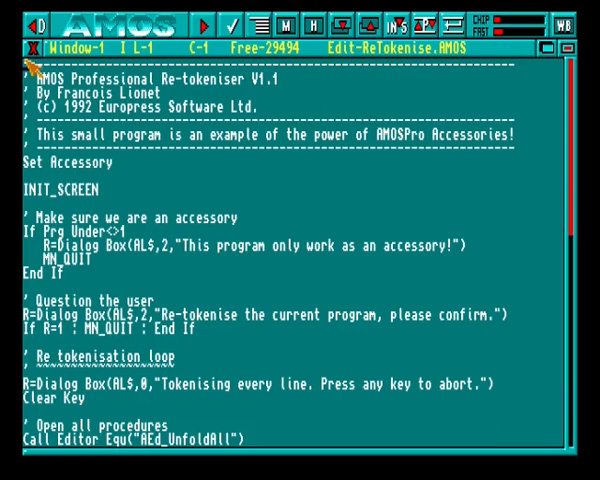 D AMOS M H INS CHIP FAST WB
X Window-1 I L-1 C-1 Free-29494 Edit-ReTokenise.AMOS
' ----------------------------------------------------
' AMOS Professional Re-tokeniser V1.1
' By Francois Lionet
' (c) 1992 Europress Software Ltd.
' ----------------------------------------------------
' This small program is an example of the power of AMOSPro Accessories!
' ----------------------------------------------------
Set Accessory
INIT_SCREEN
' Make sure we are an accessory
If Prg Under<>1
R=Dialog Box(AL$,2,"This program only work as an accessory!")
MN_QUIT
End If
' Question the user
R=Dialog Box(AL$,2,"Re-tokenise the current program, please confirm.")
If R=1 : MN_QUIT : End If
' Re tokenisation loop
' ~~~~~~~~~~~~~~~~~~~~
R=Dialog Box(AL$,0,"Tokenising every line. Press any key to abort.")
Clear Key
' Open all procedures
Call Editor Equ("AEd_UnfoldAll")